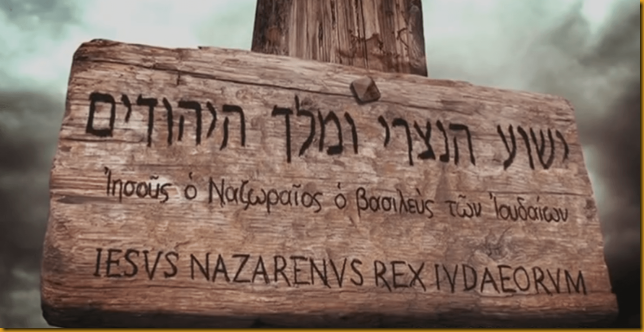 ישוע הנצרי ומלך היהודים
Ἰησοῦς ὁ Ναζωραῖος ὁ βασιλεὺς τῶν Ἰουδαίων
IESVS NAZARENVS REX IVDAEORVM